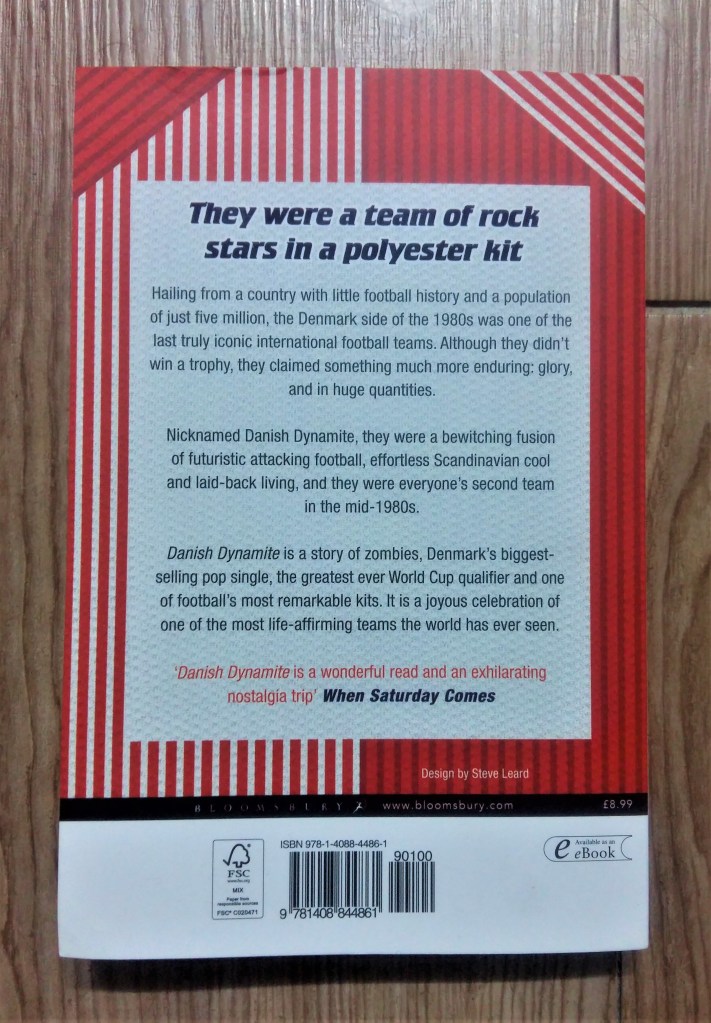 They were a team of rock
stars in a polyester kit
Hailing from a country with little football history and a population
of just five million, the Denmark side of the 1980s was one of the
last truly iconic international football teams. Although they didn't
win a trophy, they claimed something much more enduring: glory,
and in huge quantities.
Nicknamed Danish Dynamite, they were a bewitching fusion
of futuristic attacking football, effortless Scandinavian cool
and laid-back living, and they were everyone's second team
in the mid-1980s.
Danish Dynamite is a story of zombies, Denmark's biggest-
selling pop single, the greatest ever World Cup qualifier and one
of football's most remarkable kits. It is a joyous celebration of
one of the most life-affirming teams the world has ever seen.
'Danish Dynamite is a wonderful read and an exhilarating
nostalgia trip' When Saturday Comes
Design by Steve Leard
BLOOMSBURY www.bloomsbury.com £8.99
FSC
www.fsc.org
MIX
Paper from
responsible sources
FSC® C020471
ISBN 978-1-4088-4486-1
90100
9 781408 844861
e Available as an
eBook